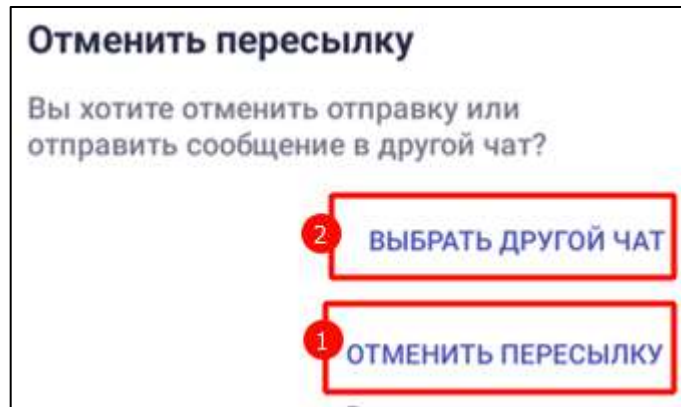 Отменить пересылку
Вы хотите отменить отправку или
отправить сообщение в другой чат?
2 ВЫБРАТЬ ДРУГОЙ ЧАТ
1 ОТМЕНИТЬ ПЕРЕСЫЛКУ